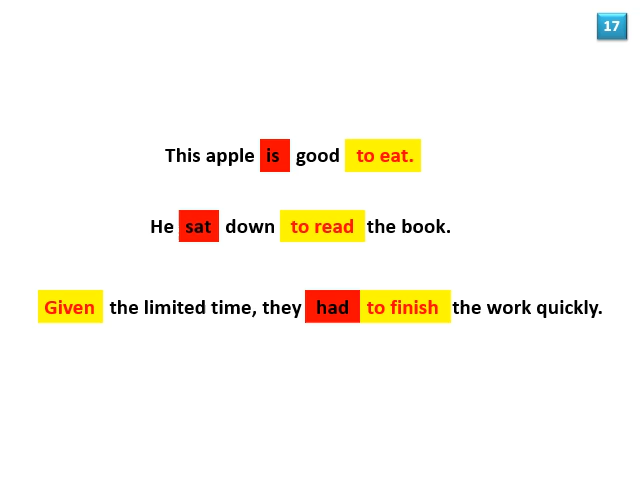 17
This apple is good to eat.
He sat down to read the book.
Given the limited time, they had to finish the work quickly.